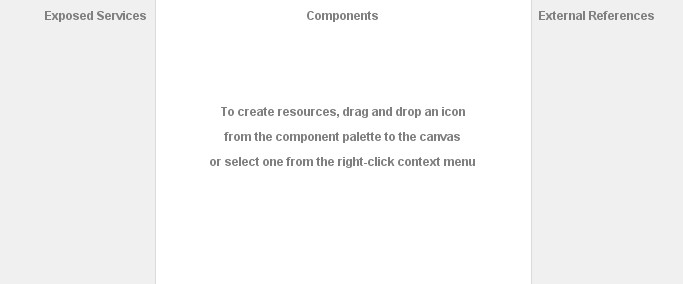 Exposed Services
Components
External References
To create resources, drag and drop an icon
from the component palette to the canvas
or select one from the right-click context menu